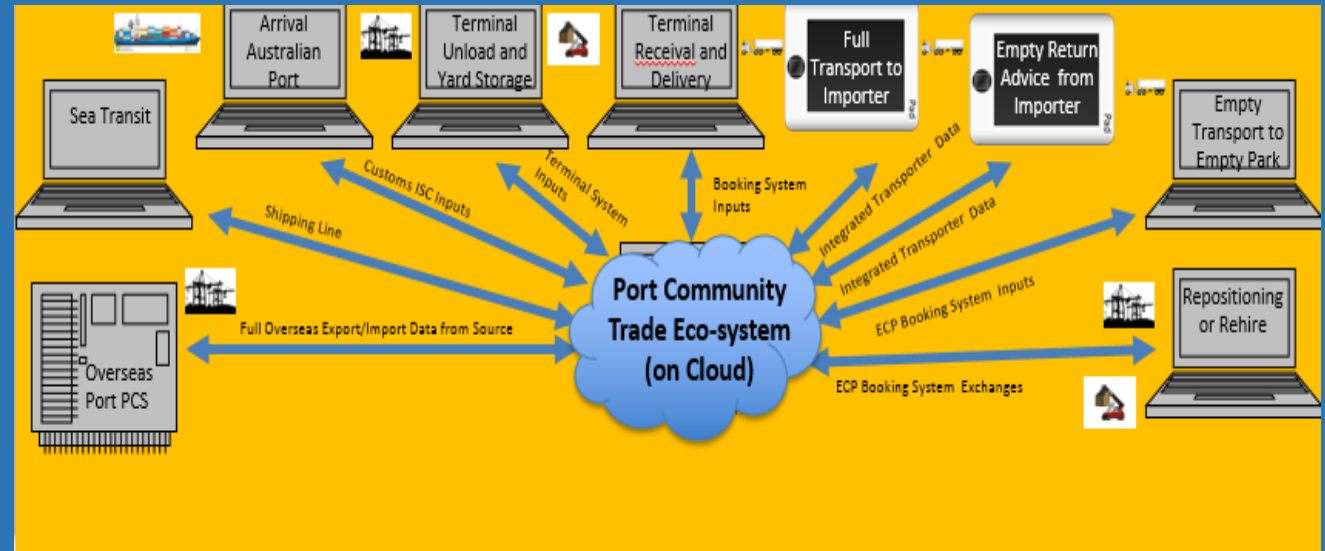 Arrival
Australian
Port
Terminal
Unload and
Yard Storage
Terminal
Receival and
Delivery
Full
Transport to
Importer
Pad
Empty Return
Advice from
Importer
Pad
Sea Transit
Empty
Transport to
Empty Park
Customs ISC Inputs
Terminal System
Inputs
Booking System
Inputs
Integrated Transporter Data
Integrated Transporter Data
Shipping Line
ECP Booking System Inputs
Port Community
Trade Eco-system
(on Cloud)
Repositioning
or Rehire
Full Overseas Export/Import Data from Source
Overseas
Port PCS
ECP Booking System Exchanges